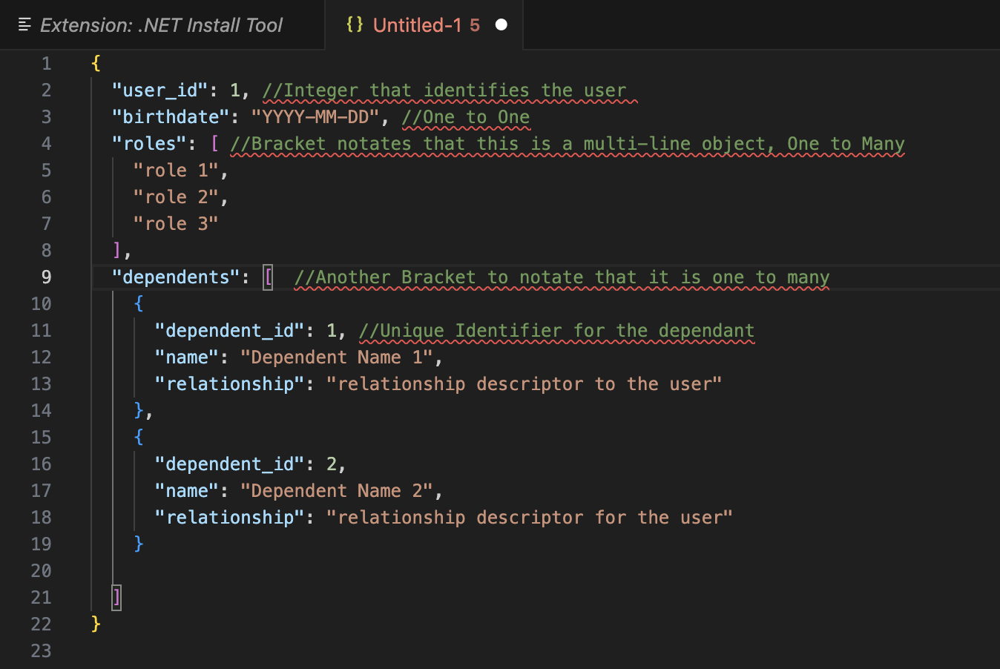 Extension: .NET Install Tool
{} Untitled-1 5
1 {
2 "user_id": 1, //Integer that identifies the user
3 "birthdate": "YYYY-MM-DD", //One to One
4 "roles": [ //Bracket notates that this is a multi-line object, One to Many
5 "role 1",
6 "role 2",
7 "role 3"
8 ],
9 "dependents": [  //Another Bracket to notate that it is one to many
10 {
11 "dependent_id": 1, //Unique Identifier for the dependant
12 "name": "Dependent Name 1",
13 "relationship": "relationship descriptor to the user"
14 },
15 {
16 "dependent_id": 2,
17 "name": "Dependent Name 2",
18 "relationship": "relationship descriptor for the user"
19 }
20
21 ]
22 }
23